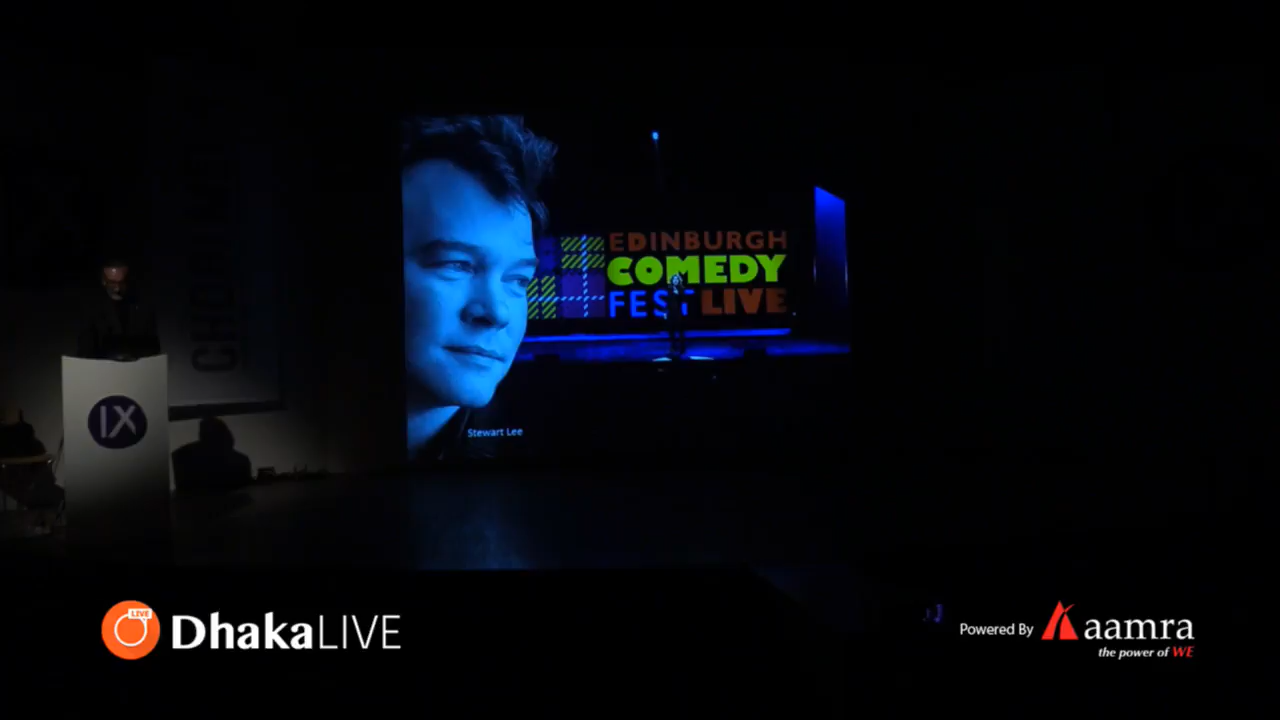 EDINBURGH
COMEDY
FEST LIVE
Stewart Lee
IX
LIVE
DhakaLIVE
Powered By aamra
the power of WE